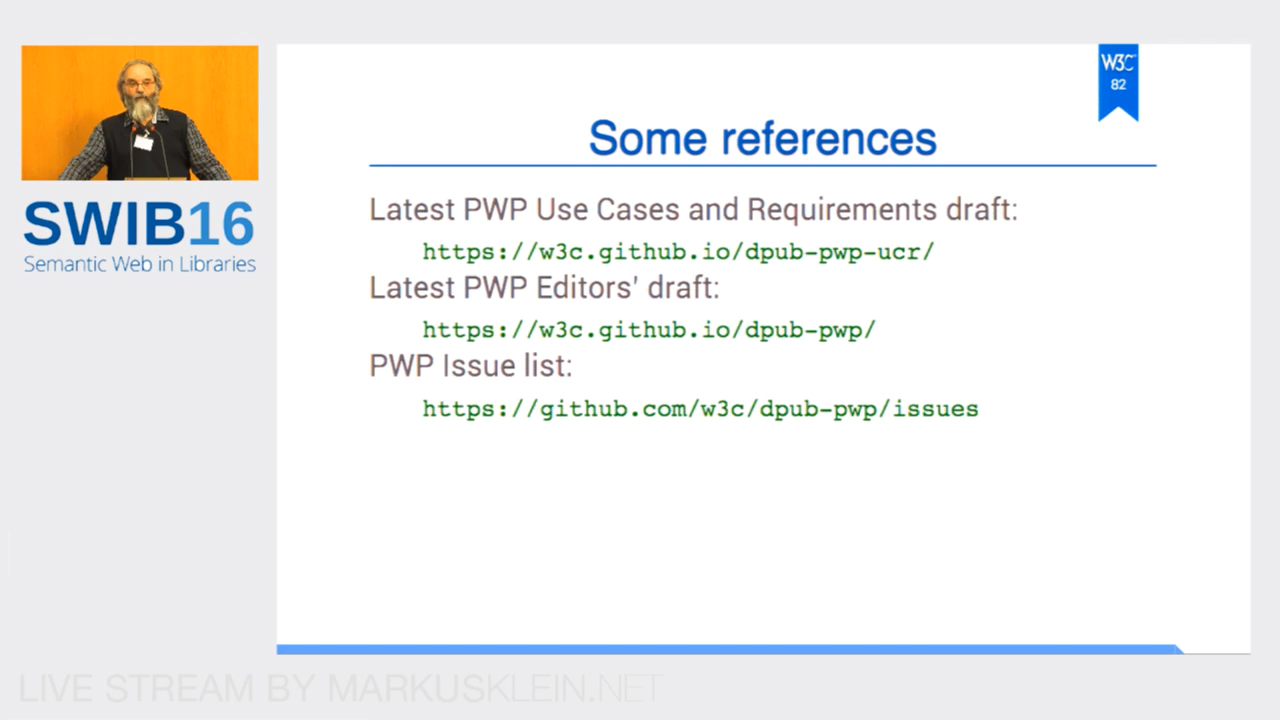 W3C
82
Some references
Latest PWP Use Cases and Requirements draft:
https://w3c.github.io/dpub-pwp-ucr/
Latest PWP Editors' draft:
https://w3c.github.io/dpub-pwp/
PWP Issue list:
https://github.com/w3c/dpub-pwp/issues
SWIB16
Semantic Web in Libraries
LIVE STREAM BY MARKUSKLEIN.NET